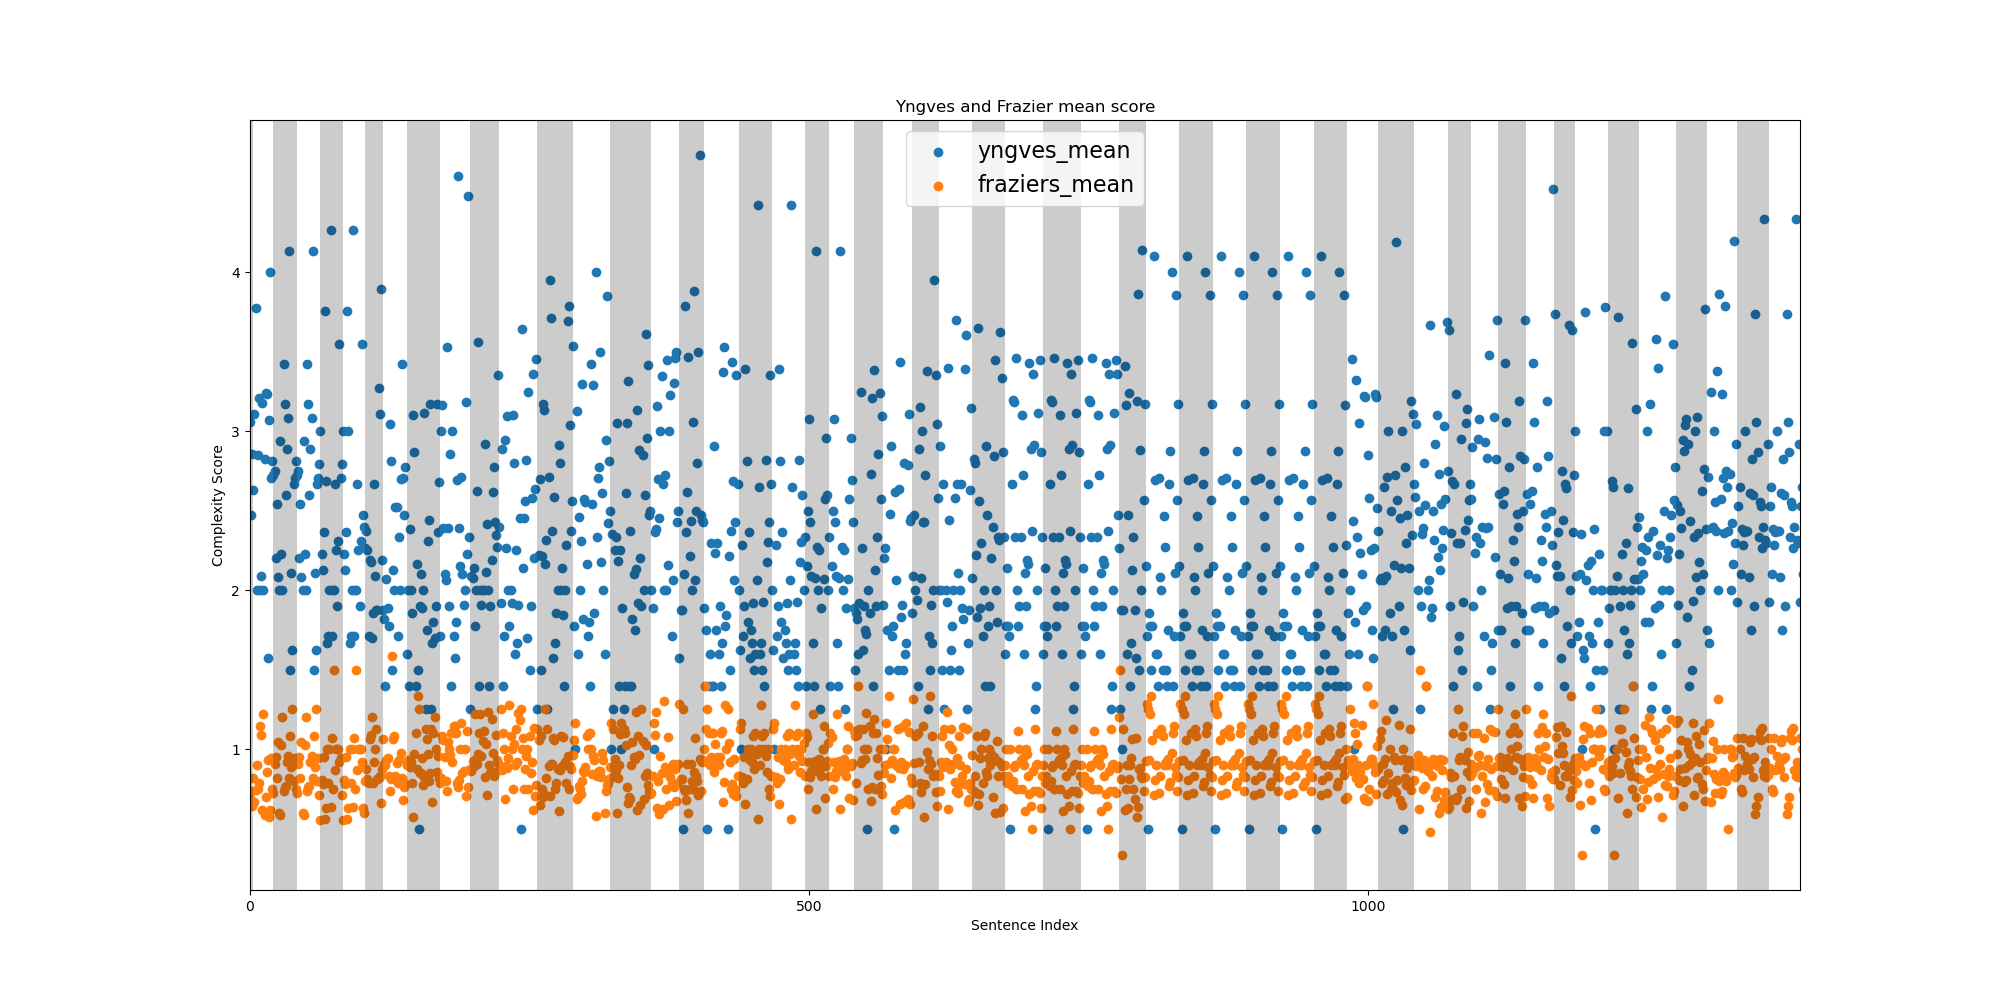 Yngves and Frazier mean score
yngves_mean
fraziers_mean
Complexity Score
4
3
2
1
0
500
1000
Sentence Index